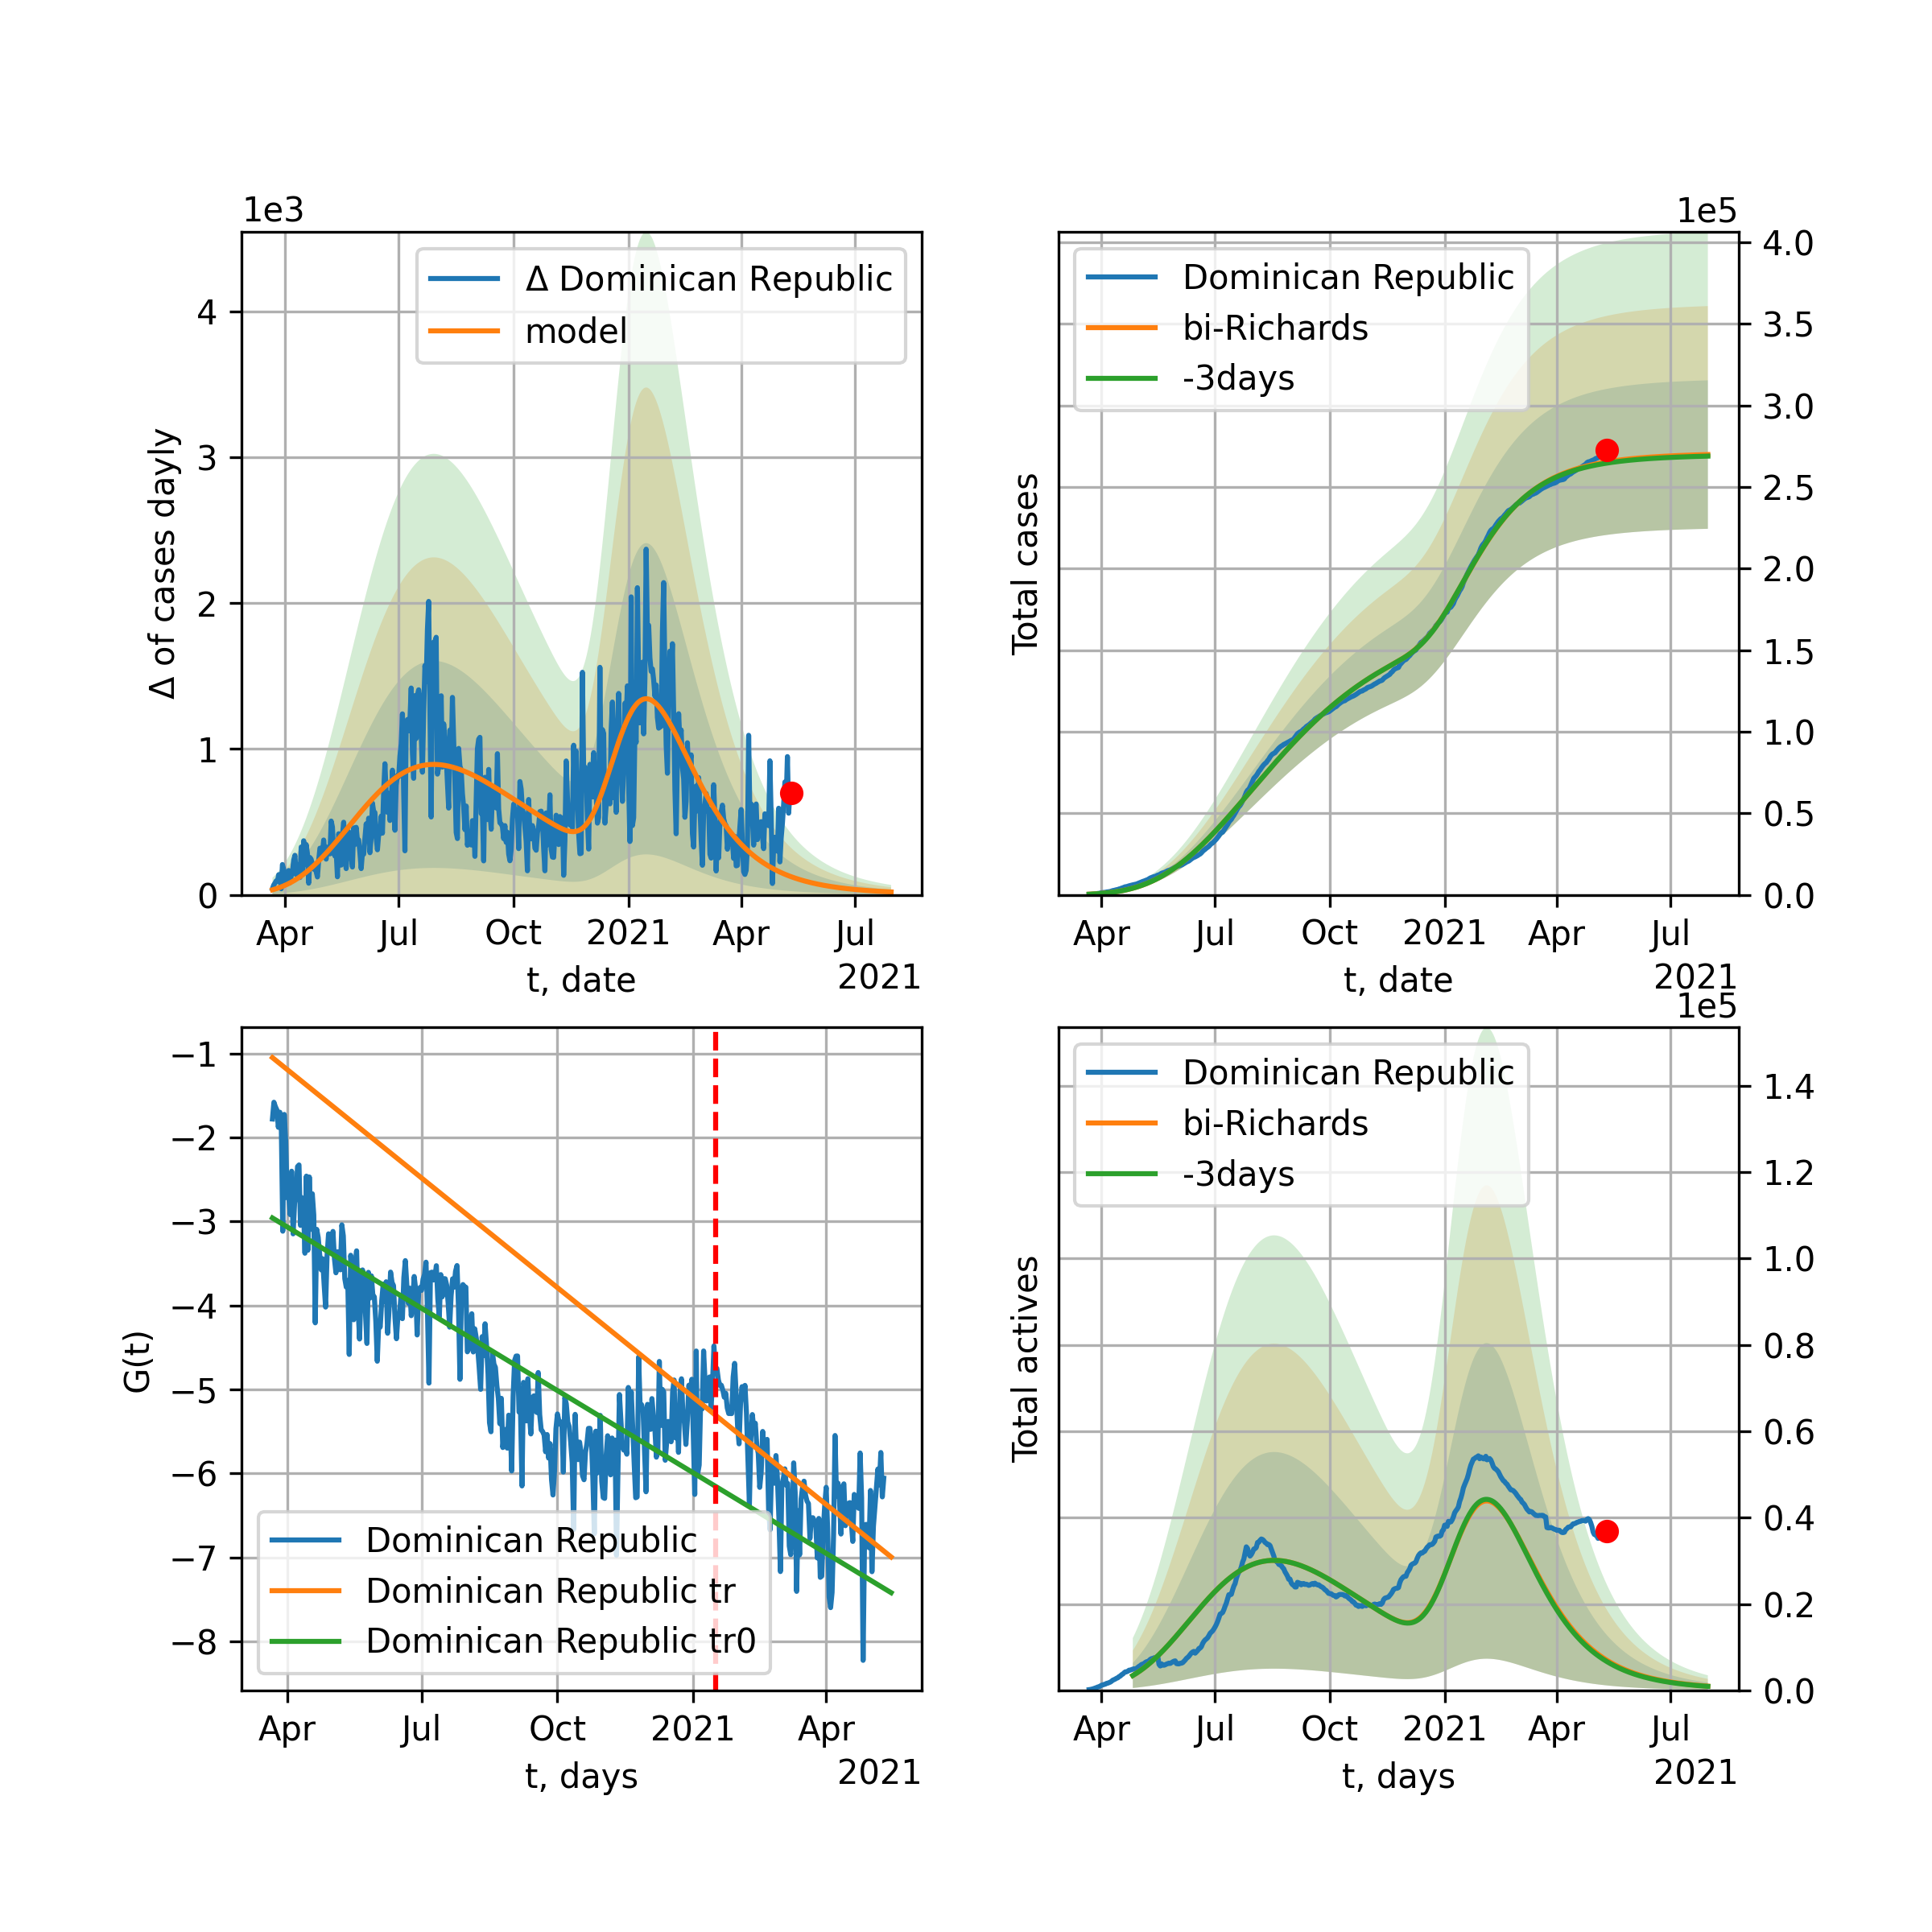 1e3
Δ Dominican Republic
model
4
3
2
1
0
Δ of cases dayly
Apr
Jul
Oct
2021
Apr
Jul
t, date
2021
1e5
Dominican Republic
bi-Richards
-3days
4.0
3.5
3.0
2.5
2.0
1.5
1.0
0.5
0.0
Total cases
Apr
Jul
Oct
2021
Apr
Jul
t, date
2021
−1
−2
−3
−4
−5
−6
−7
−8
G(t)
Dominican Republic
Dominican Republic tr
Dominican Republic tr0
Apr
Jul
Oct
2021
Apr
t, days
2021
1e5
Dominican Republic
bi-Richards
-3days
1.4
1.2
1.0
0.8
0.6
0.4
0.2
0.0
Total actives
Apr
Jul
Oct
2021
Apr
Jul
t, days
2021